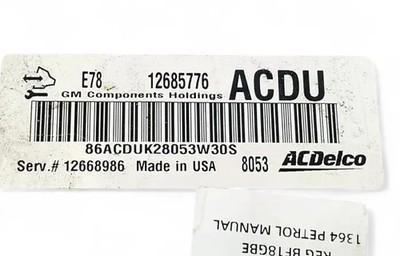 E78 12685776 ACDU
GM Components Holdings
86ACDUK28053W30S
Serv.# 12668986 Made in USA 8053 ACDelco
REG BF18GBE
1364 PETROL MANUAL